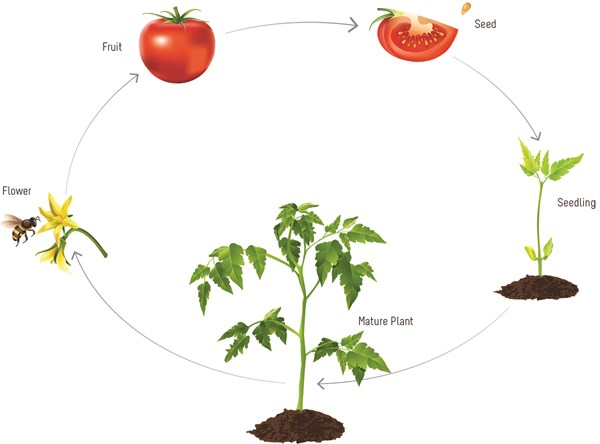 Fruit
Seed
Seedling
Mature Plant
Flower